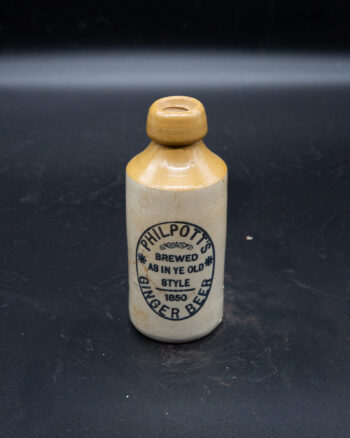 PHILPOTT'S
BREWED
AS IN YE OLD
STYLE
1850
GINGER BEER